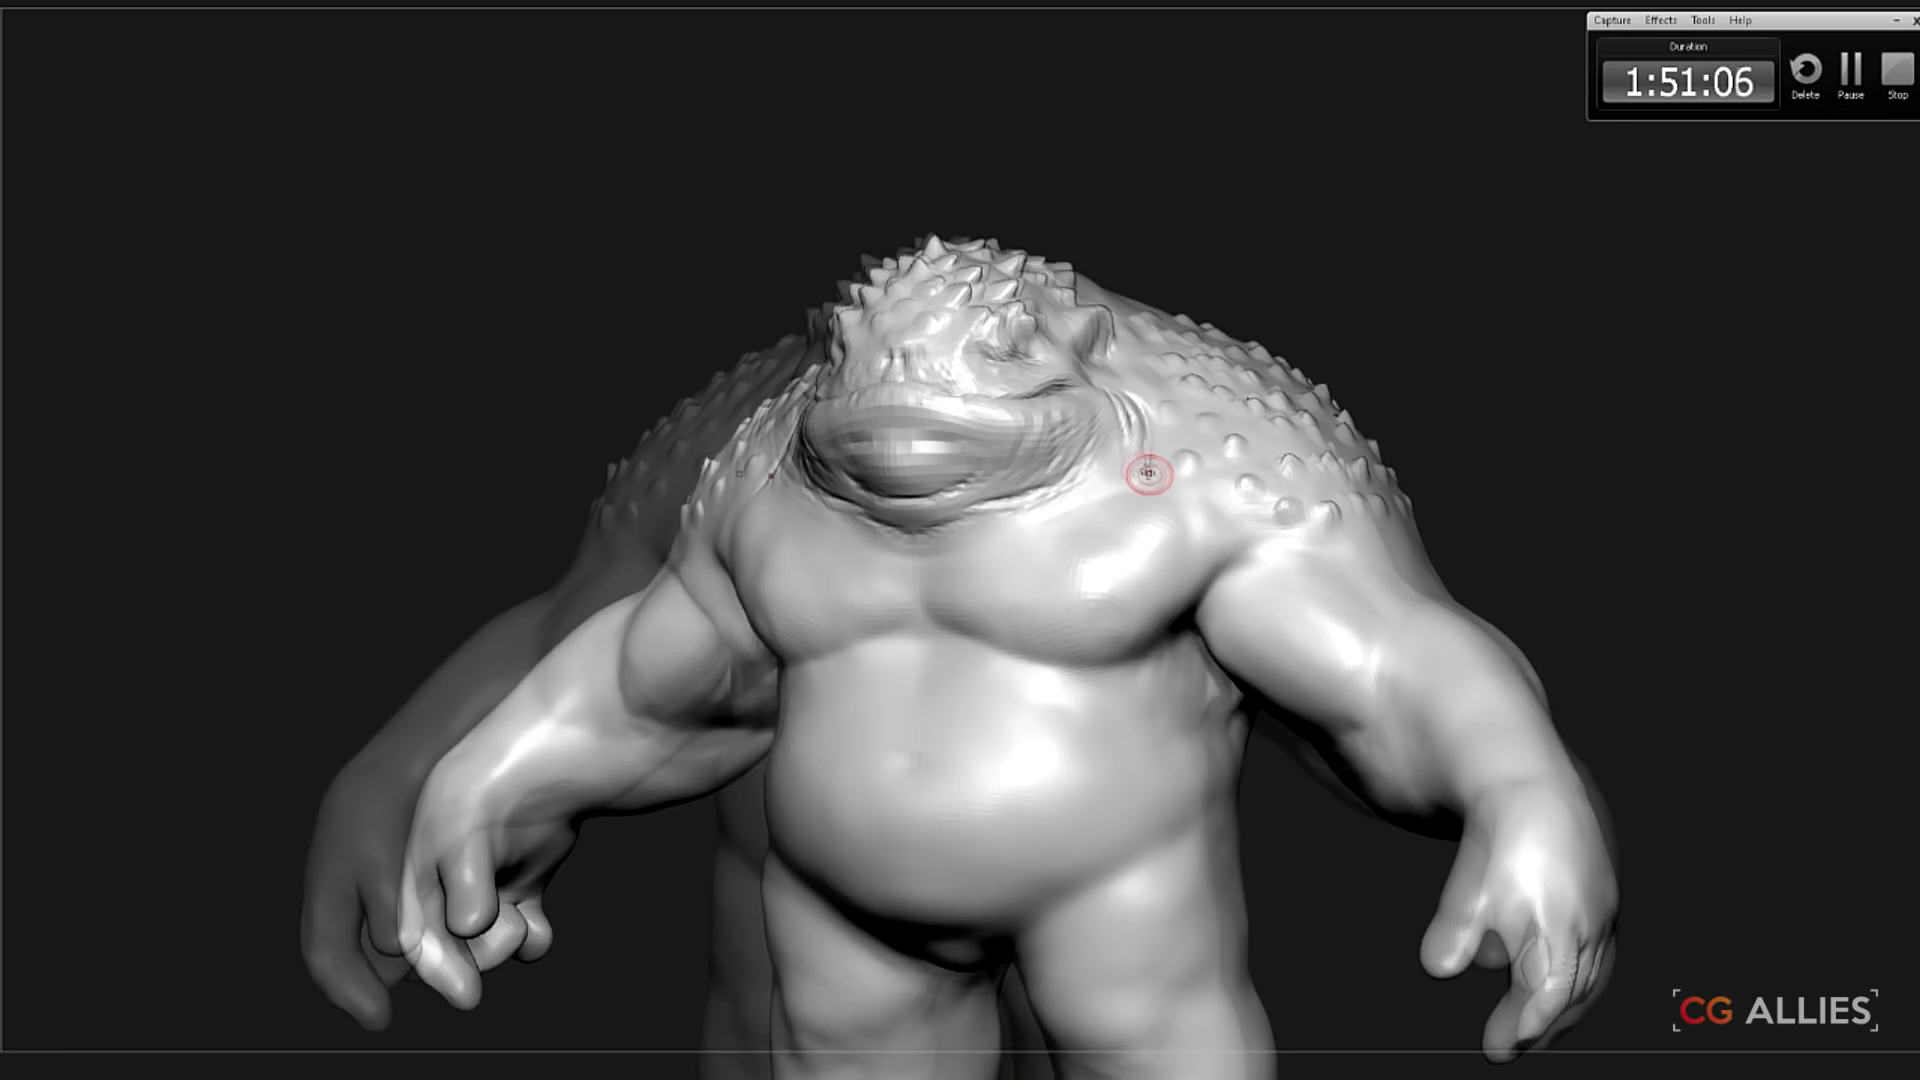 Capture Effects Tools Help
Duration
1:51:06
Delete Pause Stop
CG ALLIES